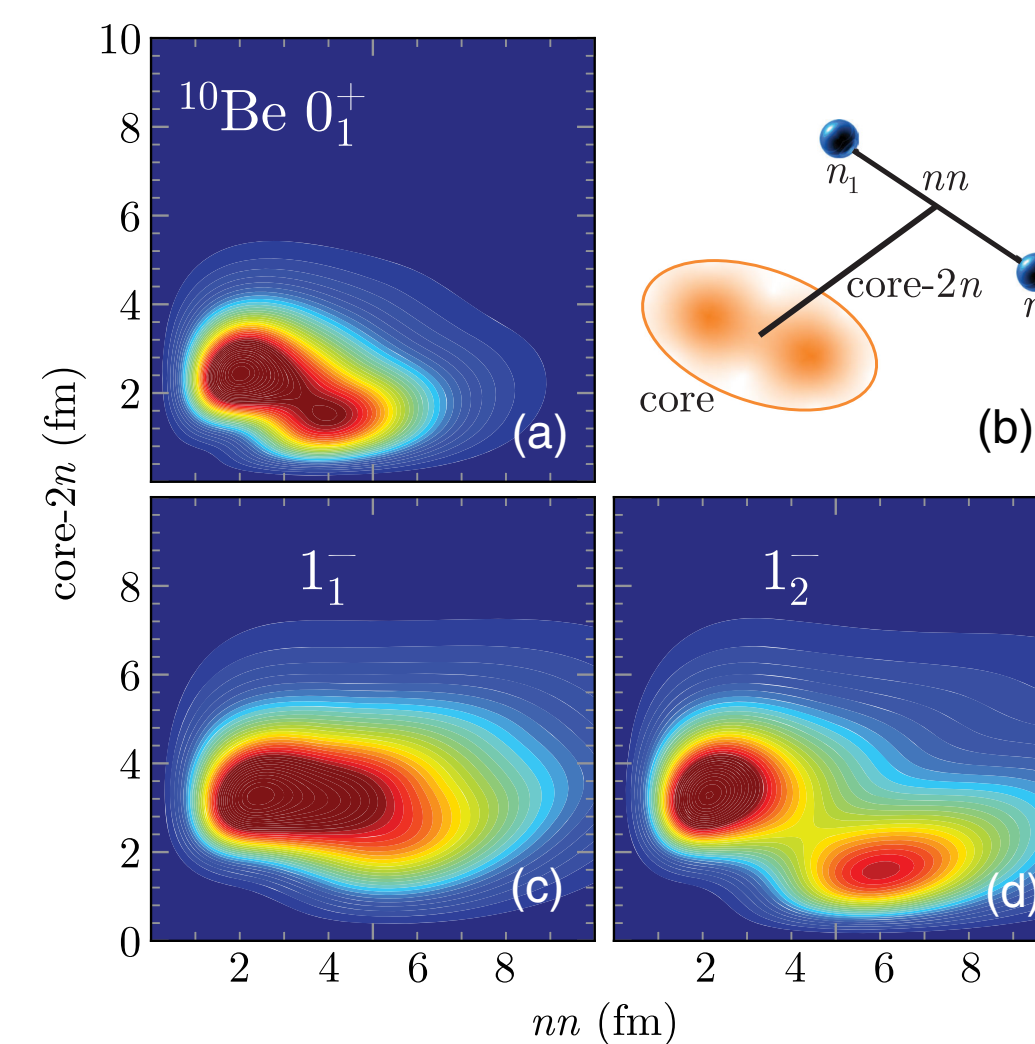 10
8
6
4
2
¹⁰Be 0₁⁺
(a)
n₁
nn
core-2n
core
(b)
core-2n (fm)
8
6
4
2
0
1₁⁻
(c)
1₂⁻
(d)
2 4 6 8
2 4 6 8
nn (fm)